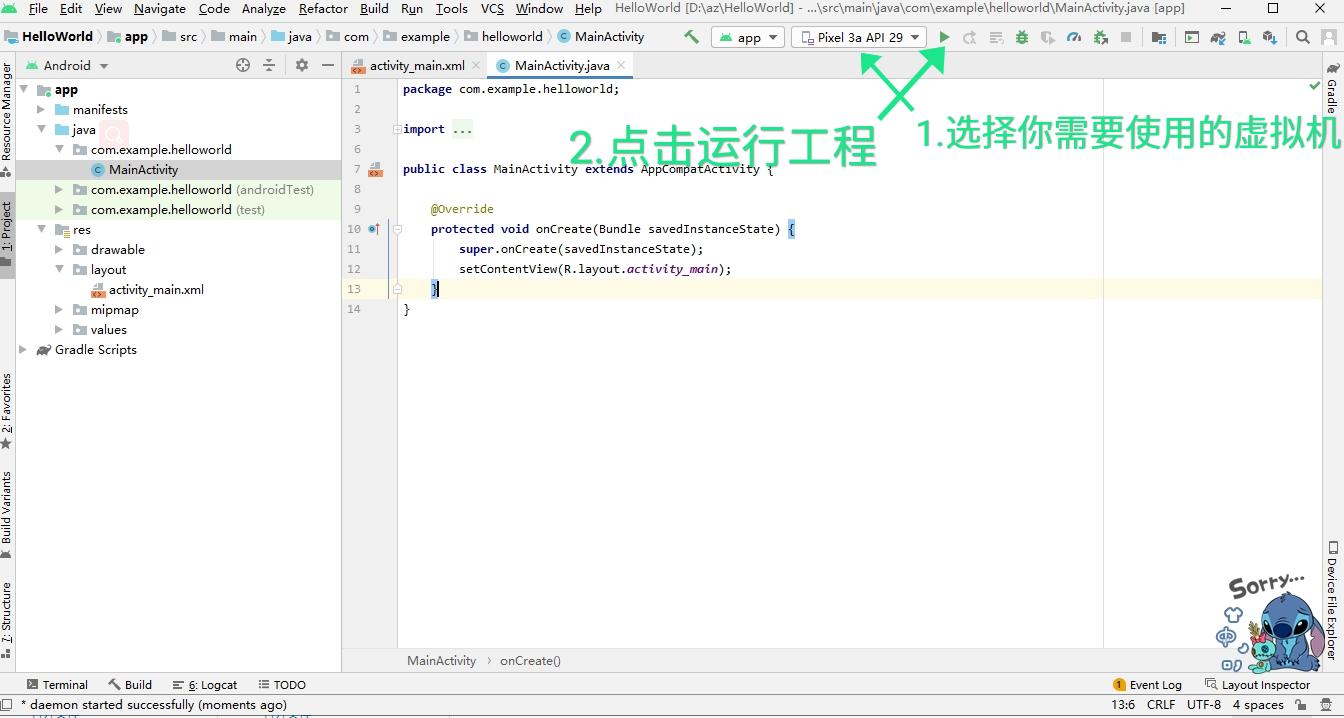 File Edit View Navigate Code Analyze Refactor Build Run Tools VCS Window Help HelloWorld [D:\az\HelloWorld] - ...\src\main\java\com\example\helloworld\MainActivity.java [app]
HelloWorld app src main java com example helloworld MainActivity app Pixel 3a API 29
Android
activity_main.xml MainActivity.java
Resource Manager
1: Project
2: Favorites
Build Variants
7: Structure
app
manifests
java
com.example.helloworld
MainActivity
com.example.helloworld (androidTest)
com.example.helloworld (test)
res
drawable
layout
activity_main.xml
mipmap
values
Gradle Scripts
1 package com.example.helloworld;
2
3 import ...
6
7 public class MainActivity extends AppCompatActivity {
8
9 @Override
10 protected void onCreate(Bundle savedInstanceState) {
11 super.onCreate(savedInstanceState);
12 setContentView(R.layout.activity_main);
13 }
14 }
1.选择你需要使用的虚拟机
2.点击运行工程
Gradle
Device File Explorer
Sorry...
MainActivity › onCreate()
Terminal Build 6: Logcat TODO 1 Event Log Layout Inspector
* daemon started successfully (moments ago) 13:6 CRLF UTF-8 4 spaces